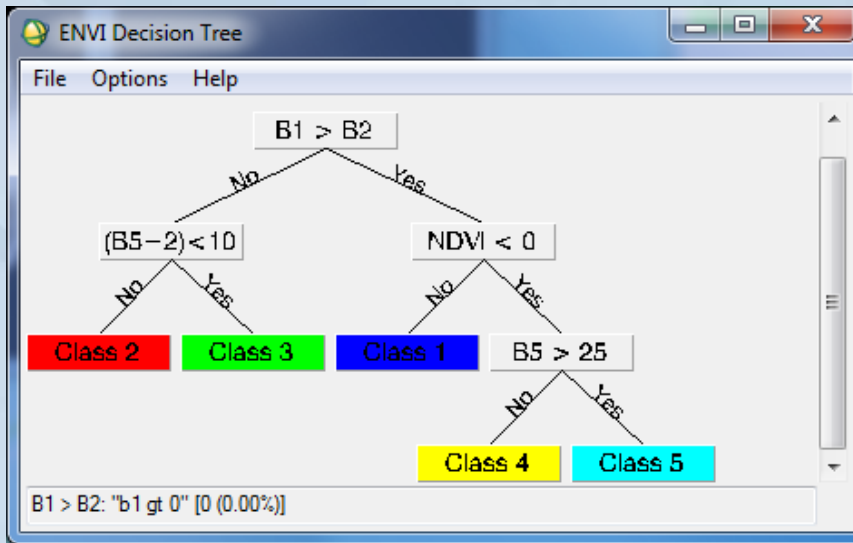 ENVI Decision Tree
File Options Help
B1 > B2
No Yes
(B5-2)<10 NDVI < 0
No Yes No Yes
Class 2 Class 3 Class 1 B5 > 25
No Yes
Class 4 Class 5
B1 > B2: "b1 gt 0" [0 (0.00%)]